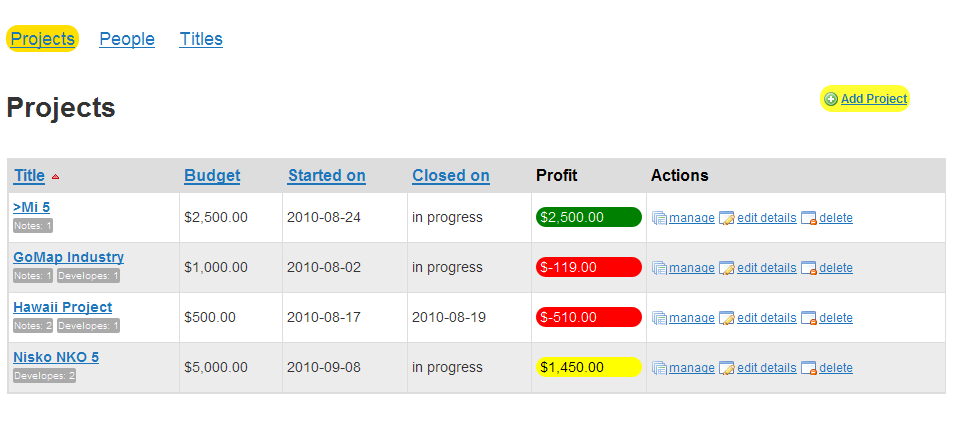 Projects People Titles
Projects
Add Project
Title Budget Started on Closed on Profit Actions
>Mi 5
Notes: 1
$2,500.00 2010-08-24 in progress $2,500.00 manage edit details delete
GoMap Industry
Notes: 1 Developes: 1
$1,000.00 2010-08-02 in progress $-119.00 manage edit details delete
Hawaii Project
Notes: 2 Developes: 1
$500.00 2010-08-17 2010-08-19 $-510.00 manage edit details delete
Nisko NKO 5
Developes: 2
$5,000.00 2010-09-08 in progress $1,450.00 manage edit details delete